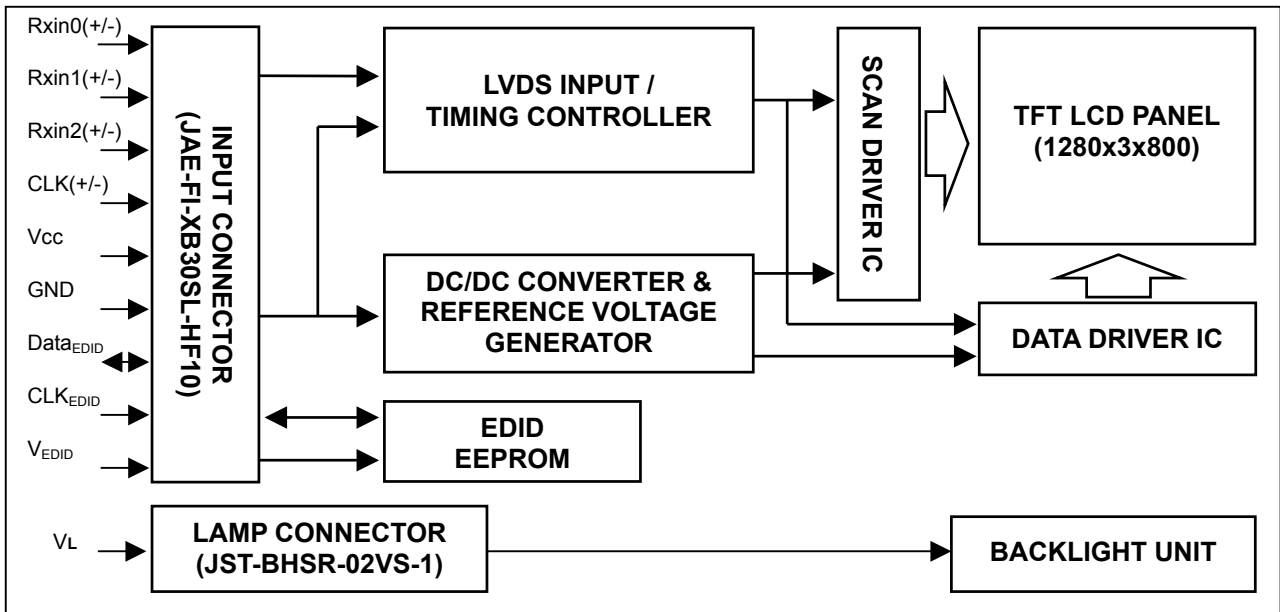 Rxin0(+/-)
Rxin1(+/-)
Rxin2(+/-)
CLK(+/-)
Vcc
GND
DataEDID
CLKEDID
VEDID
VL
INPUT CONNECTOR
(JAE-FI-XB30SL-HF10)
LVDS INPUT /
TIMING CONTROLLER
DC/DC CONVERTER &
REFERENCE VOLTAGE
GENERATOR
EDID
EEPROM
LAMP CONNECTOR
(JST-BHSR-02VS-1)
SCAN DRIVER IC
TFT LCD PANEL
(1280x3x800)
DATA DRIVER IC
BACKLIGHT UNIT